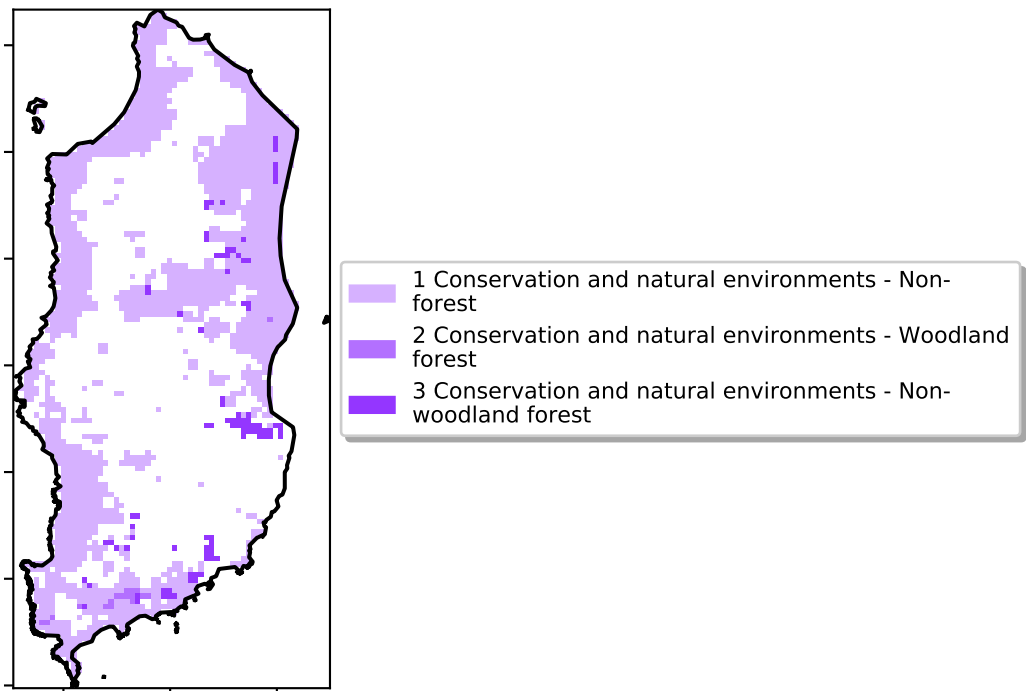 1 Conservation and natural environments - Non-
forest
2 Conservation and natural environments - Woodland
forest
3 Conservation and natural environments - Non-
woodland forest